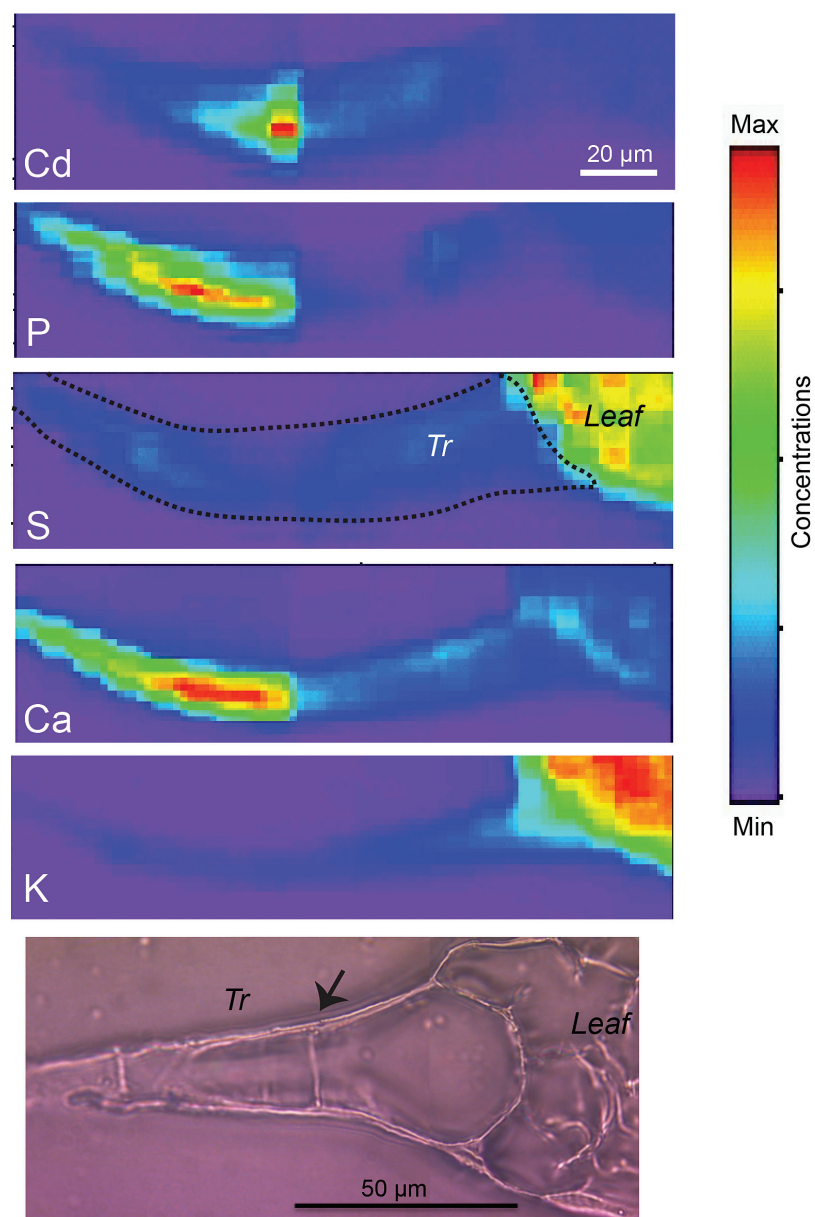 Cd
20 µm
P
S
Tr
Leaf
Ca
K
Max
Concentrations
Min
Tr
Leaf
50 µm